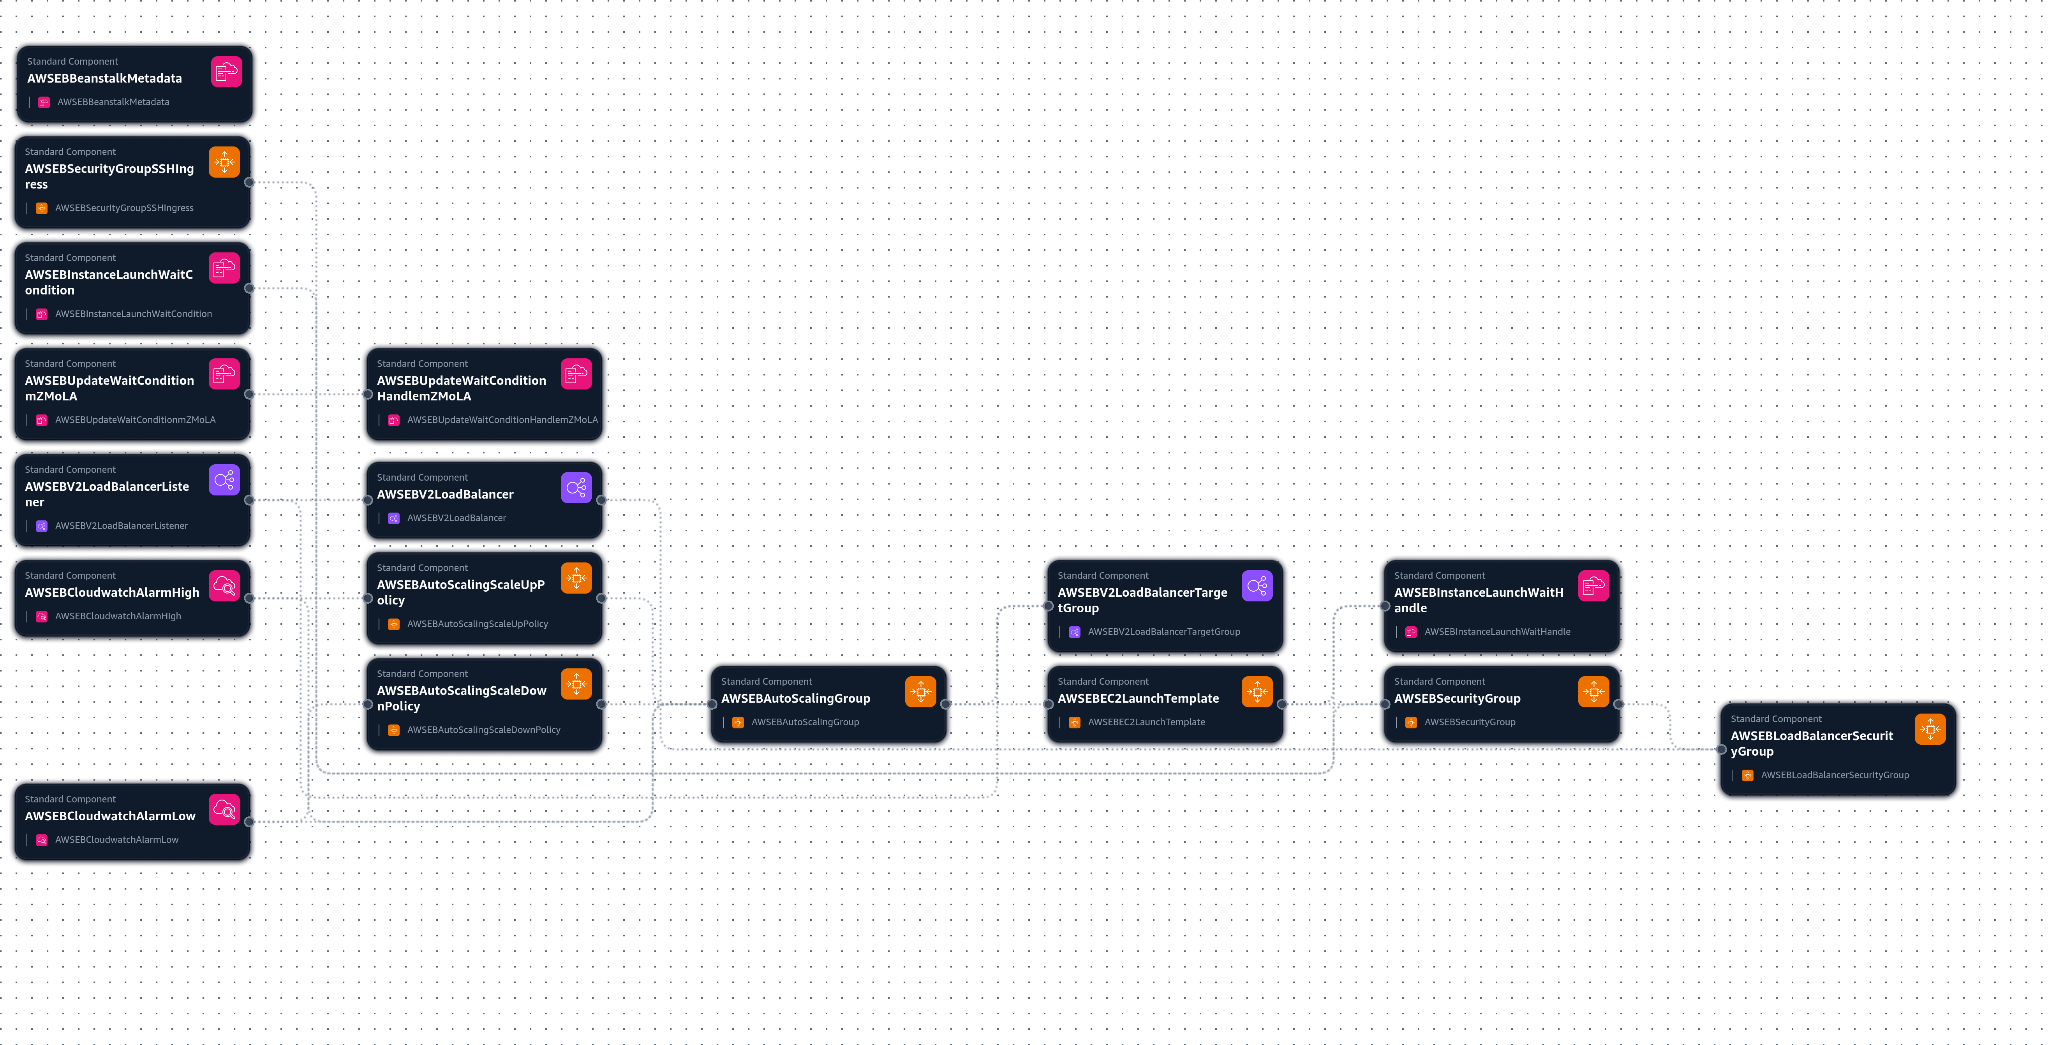 Standard Component
AWSEBBeanstalkMetadata
AWSEBBeanstalkMetadata
Standard Component
AWSEBSecurityGroupSSHIng
ress
AWSEBSecurityGroupSSHIngress
Standard Component
AWSEBInstanceLaunchWaitC
ondition
AWSEBInstanceLaunchWaitCondition
Standard Component
AWSEBUpdateWaitCondition
mZMoLA
AWSEBUpdateWaitConditionmZMoLA
Standard Component
AWSEBV2LoadBalancerListe
ner
AWSEBV2LoadBalancerListener
Standard Component
AWSEBCloudwatchAlarmHigh
AWSEBCloudwatchAlarmHigh
Standard Component
AWSEBCloudwatchAlarmLow
AWSEBCloudwatchAlarmLow
Standard Component
AWSEBUpdateWaitCondition
HandlemZMoLA
AWSEBUpdateWaitConditionHandlemZMoLA
Standard Component
AWSEBV2LoadBalancer
AWSEBV2LoadBalancer
Standard Component
AWSEBAutoScalingScaleUpP
olicy
AWSEBAutoScalingScaleUpPolicy
Standard Component
AWSEBAutoScalingScaleDow
nPolicy
AWSEBAutoScalingScaleDownPolicy
Standard Component
AWSEBAutoScalingGroup
AWSEBAutoScalingGroup
Standard Component
AWSEBV2LoadBalancerTarge
tGroup
AWSEBV2LoadBalancerTargetGroup
Standard Component
AWSEBEC2LaunchTemplate
AWSEBEC2LaunchTemplate
Standard Component
AWSEBInstanceLaunchWaitH
andle
AWSEBInstanceLaunchWaitHandle
Standard Component
AWSEBSecurityGroup
AWSEBSecurityGroup
Standard Component
AWSEBLoadBalancerSecurit
yGroup
AWSEBLoadBalancerSecurityGroup